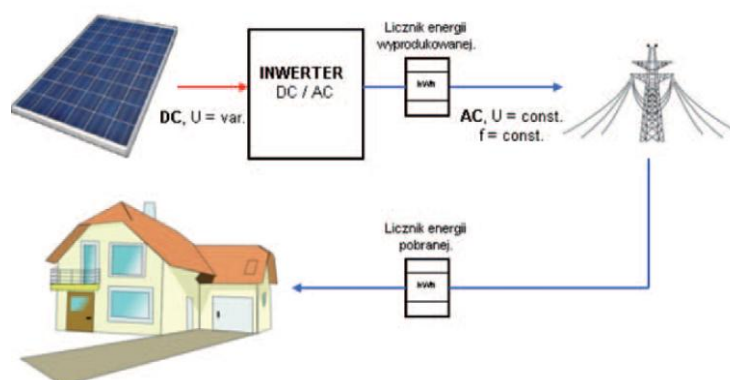 Licznik energii
wyprodukowanej.
INWERTER
DC / AC
kWh
DC, U = var.
AC, U = const.
f = const.
Licznik energii
pobranej.
kWh